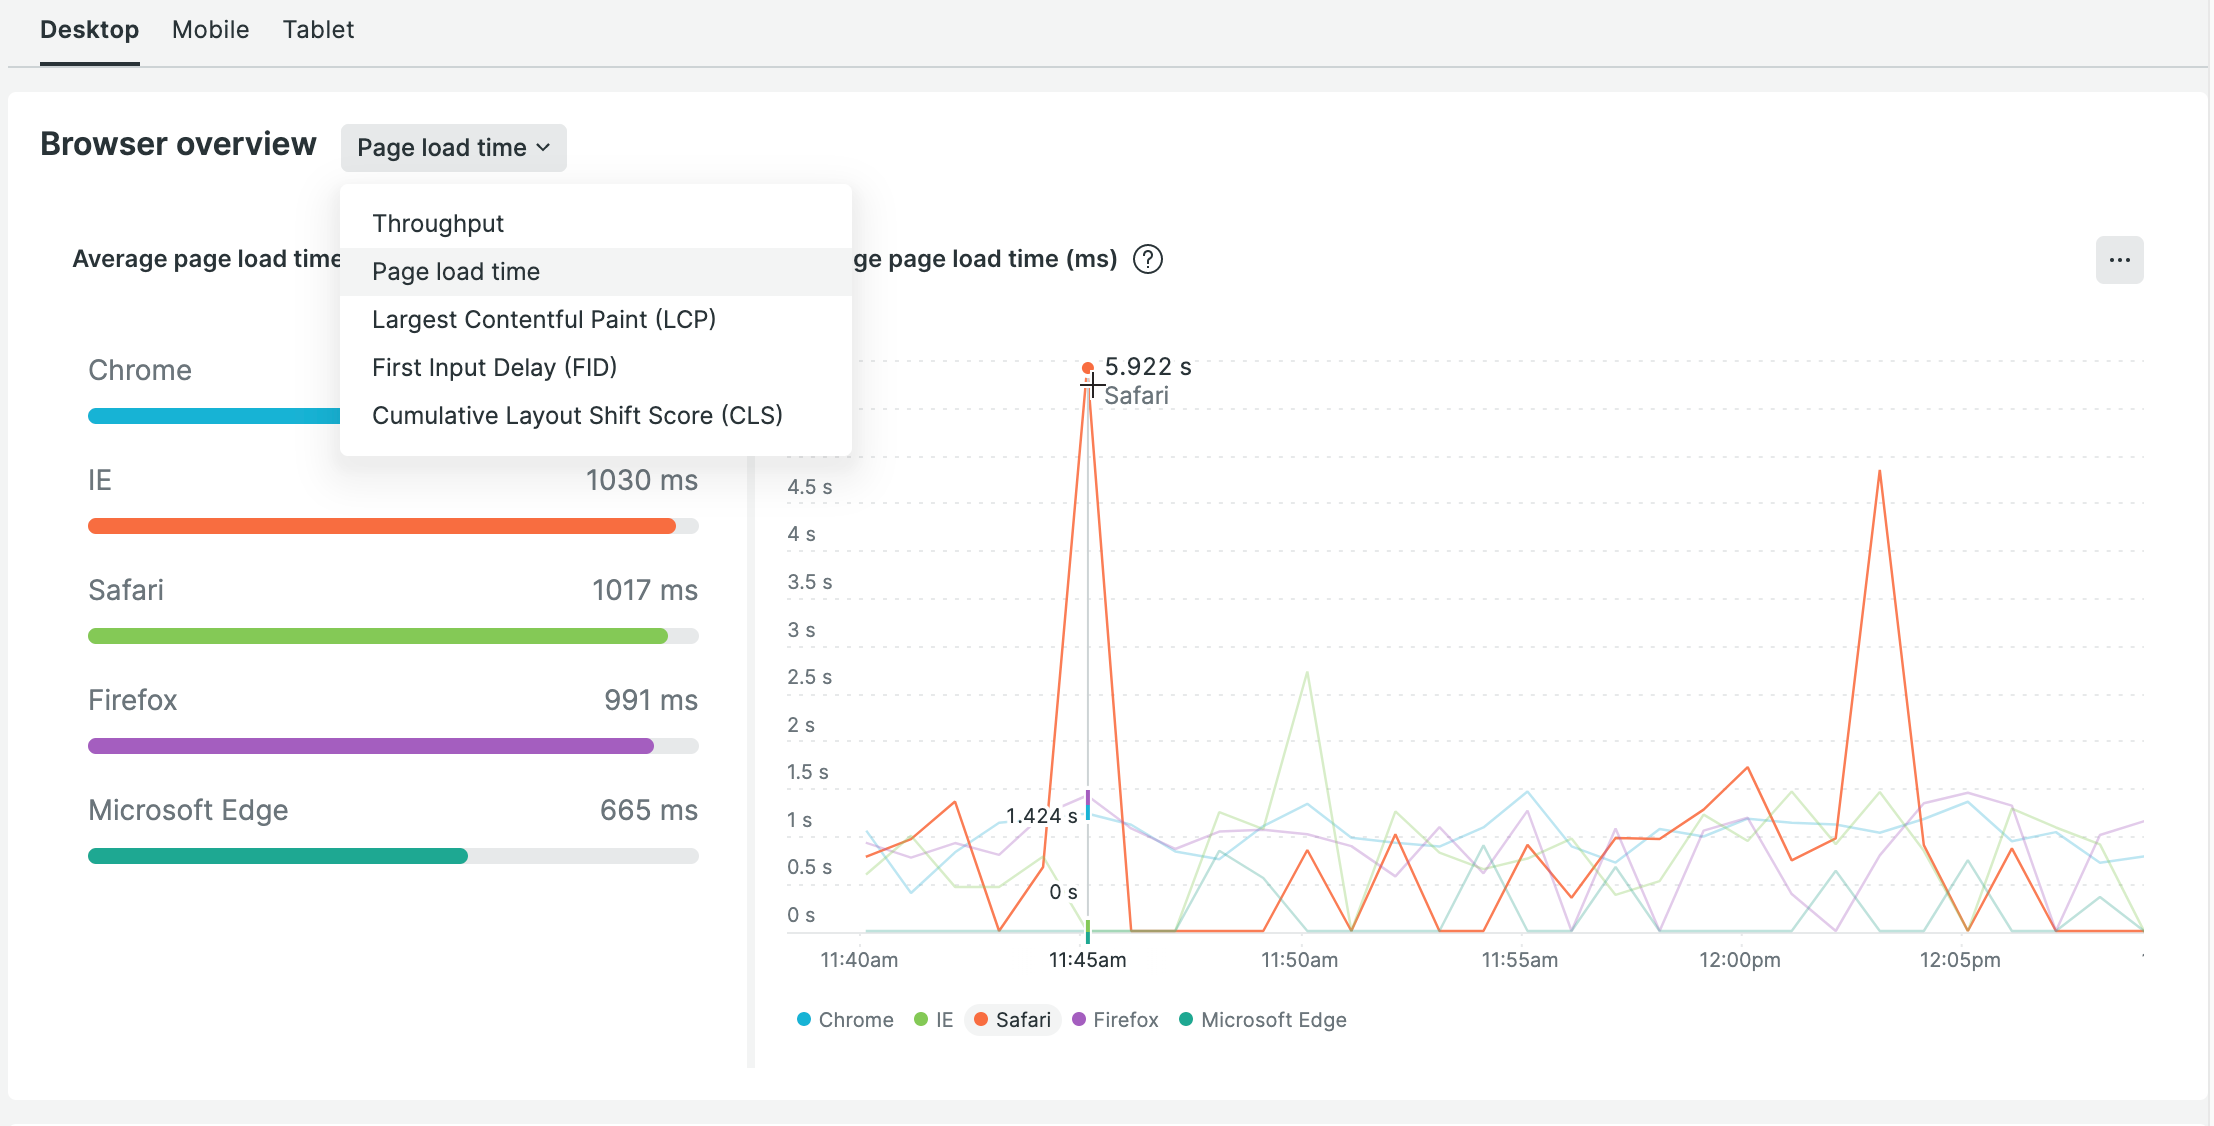 Desktop Mobile Tablet
Browser overview Page load time
Throughput
Page load time
Largest Contentful Paint (LCP)
First Input Delay (FID)
Cumulative Layout Shift Score (CLS)
Average page load time
ge page load time (ms) ?
Chrome
IE 1030 ms
Safari 1017 ms
Firefox 991 ms
Microsoft Edge 665 ms
5.922 s
Safari
4.5 s
4 s
3.5 s
3 s
2.5 s
2 s
1.5 s
1 s
0.5 s
0 s
1.424 s
0 s
11:40am 11:45am 11:50am 11:55am 12:00pm 12:05pm
Chrome IE Safari Firefox Microsoft Edge